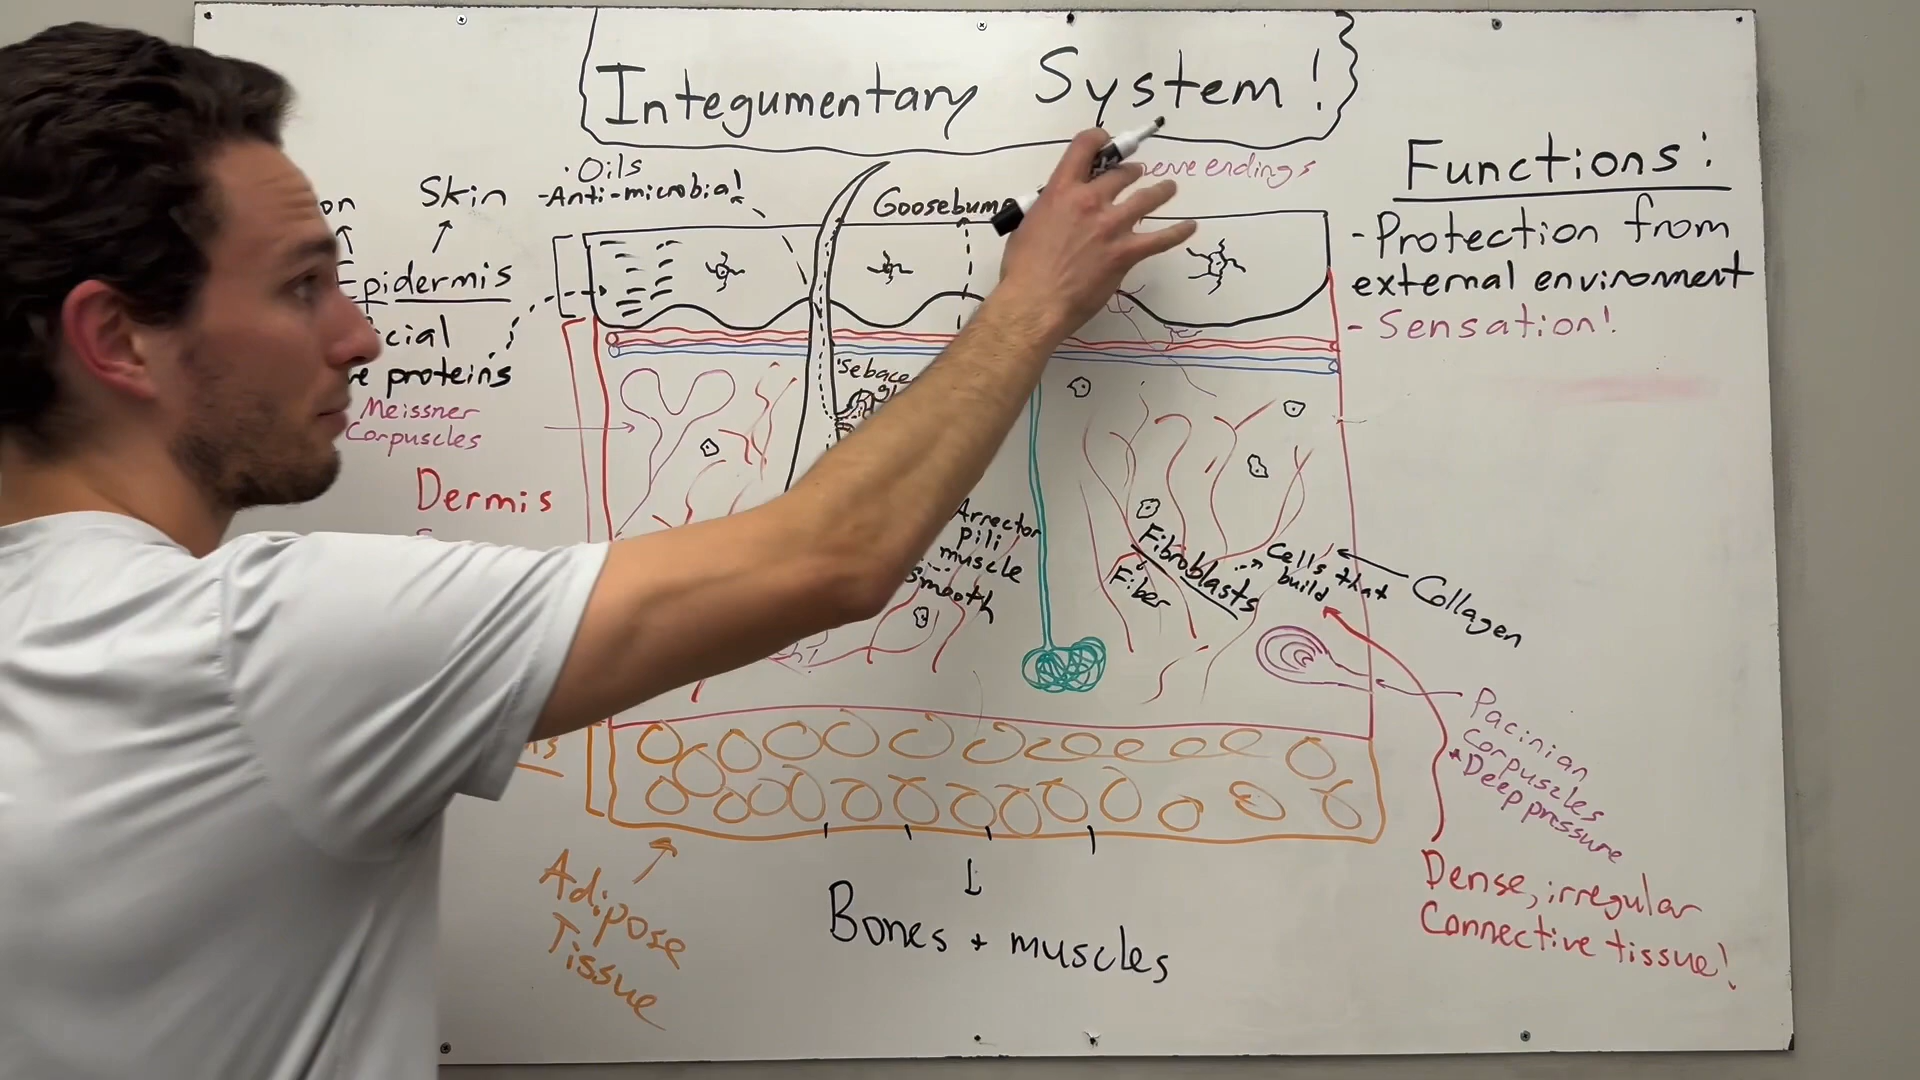 Integumentary System!
Oils
-Anti-microbial
Skin
Goosebump
nerve endings
Functions:
-Protection from
external environment
- Sensation!
Epidermis
proteins
Meissner
Corpuscles
Dermis
Arrector
Pili
muscle
Smooth
Fibroblasts
Fiber
Cells that
build
Collagen
Pacinian
Corpuscles
*Deep pressure
Dense, irregular
Connective tissue!
Adipose
Tissue
Bones + muscles